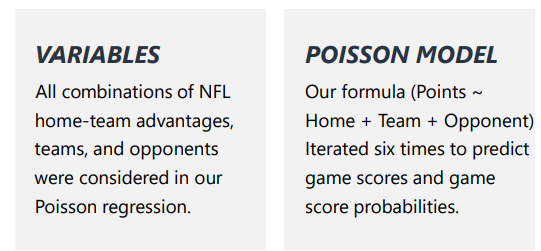 VARIABLES
All combinations of NFL
home-team advantages,
teams, and opponents
were considered in our
Poisson regression.
POISSON MODEL
Our formula (Points ~
Home + Team + Opponent)
Iterated six times to predict
game scores and game
score probabilities.